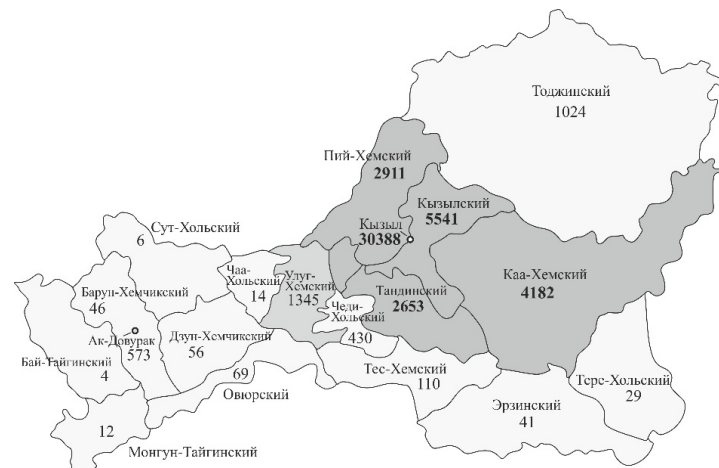 Тоджинский
1024
Пий-Хемский
2911
Кызылский
5541
Кызыл
30388
Сут-Хольский
6
Каа-Хемский
4182
Чаа-
Хольский
14
Улуг-
Хемский
1345
Тандинский
2653
Барун-Хемчикский
46
Чеди-
Хольский
430
Ак-Довурак
573
Дзун-Хемчикский
56
Бай-Тайгинский
4
69
Овюрский
Тес-Хемский
110
Тере-Хольский
29
Эрзинский
41
12
Монгун-Тайгинский